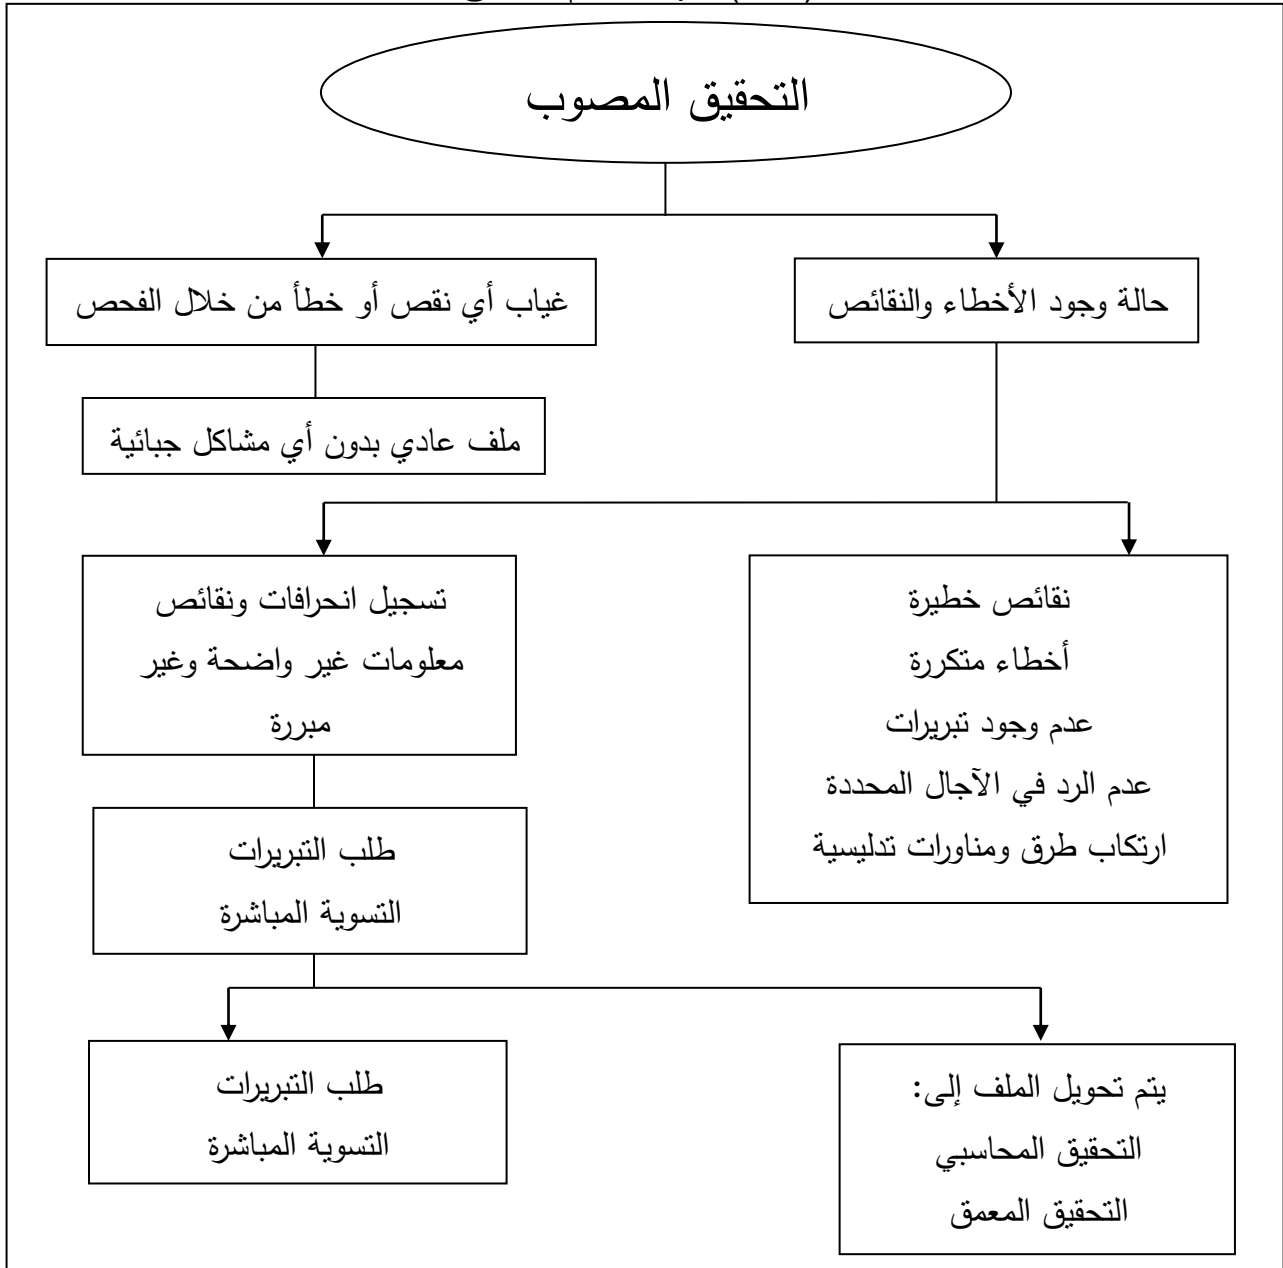 التحقيق المصوب
حالة وجود الأخطاء والنقائص
غياب أي نقص أو خطأ من خلال الفحص
ملف عادي بدون أي مشاكل جبائية
نقائص خطيرة
أخطاء متكررة
عدم وجود تبريرات
عدم الرد في الآجال المحددة
ارتكاب طرق ومناورات تدليسية
تسجيل انحرافات ونقائص
معلومات غير واضحة وغير
مبررة
طلب التبريرات
التسوية المباشرة
يتم تحويل الملف إلى:
التحقيق المحاسبي
التحقيق المعمق
طلب التبريرات
التسوية المباشرة